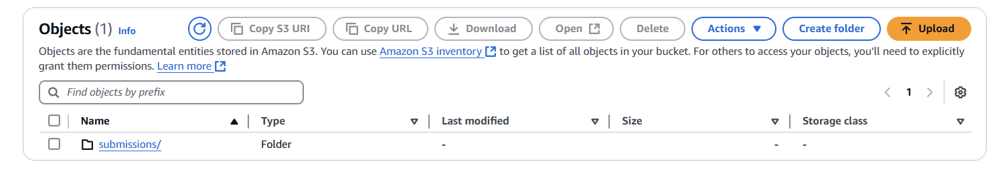 Objects (1) Info
Copy S3 URI
Copy URL
Download
Open
Delete
Actions
Create folder
Upload
Objects are the fundamental entities stored in Amazon S3. You can use Amazon S3 inventory to get a list of all objects in your bucket. For others to access your objects, you’ll need to explicitly
grant them permissions. Learn more
Find objects by prefix
1
Name Type Last modified Size Storage class
submissions/ Folder - - -